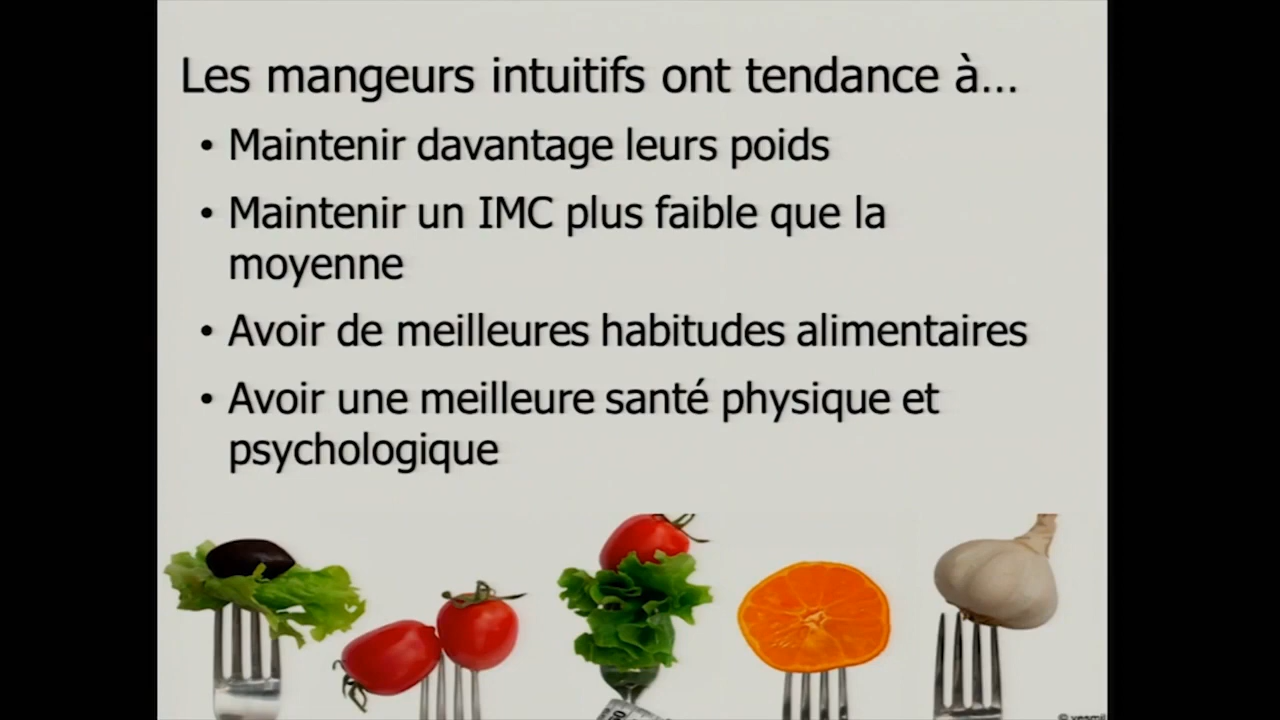 Les mangeurs intuitifs ont tendance à…
• Maintenir davantage leurs poids
• Maintenir un IMC plus faible que la
moyenne
• Avoir de meilleures habitudes alimentaires
• Avoir une meilleure santé physique et
psychologique